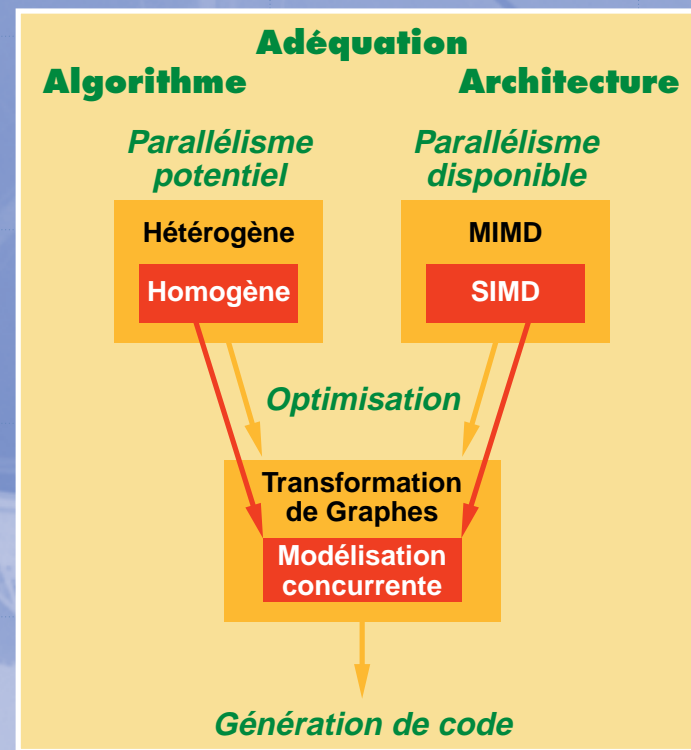 Adéquation
Algorithme Architecture
Parallélisme
potentiel
Parallélisme
disponible
Hétérogène
Homogène
MIMD
SIMD
Optimisation
Transformation
de Graphes
Modélisation
concurrente
Génération de code